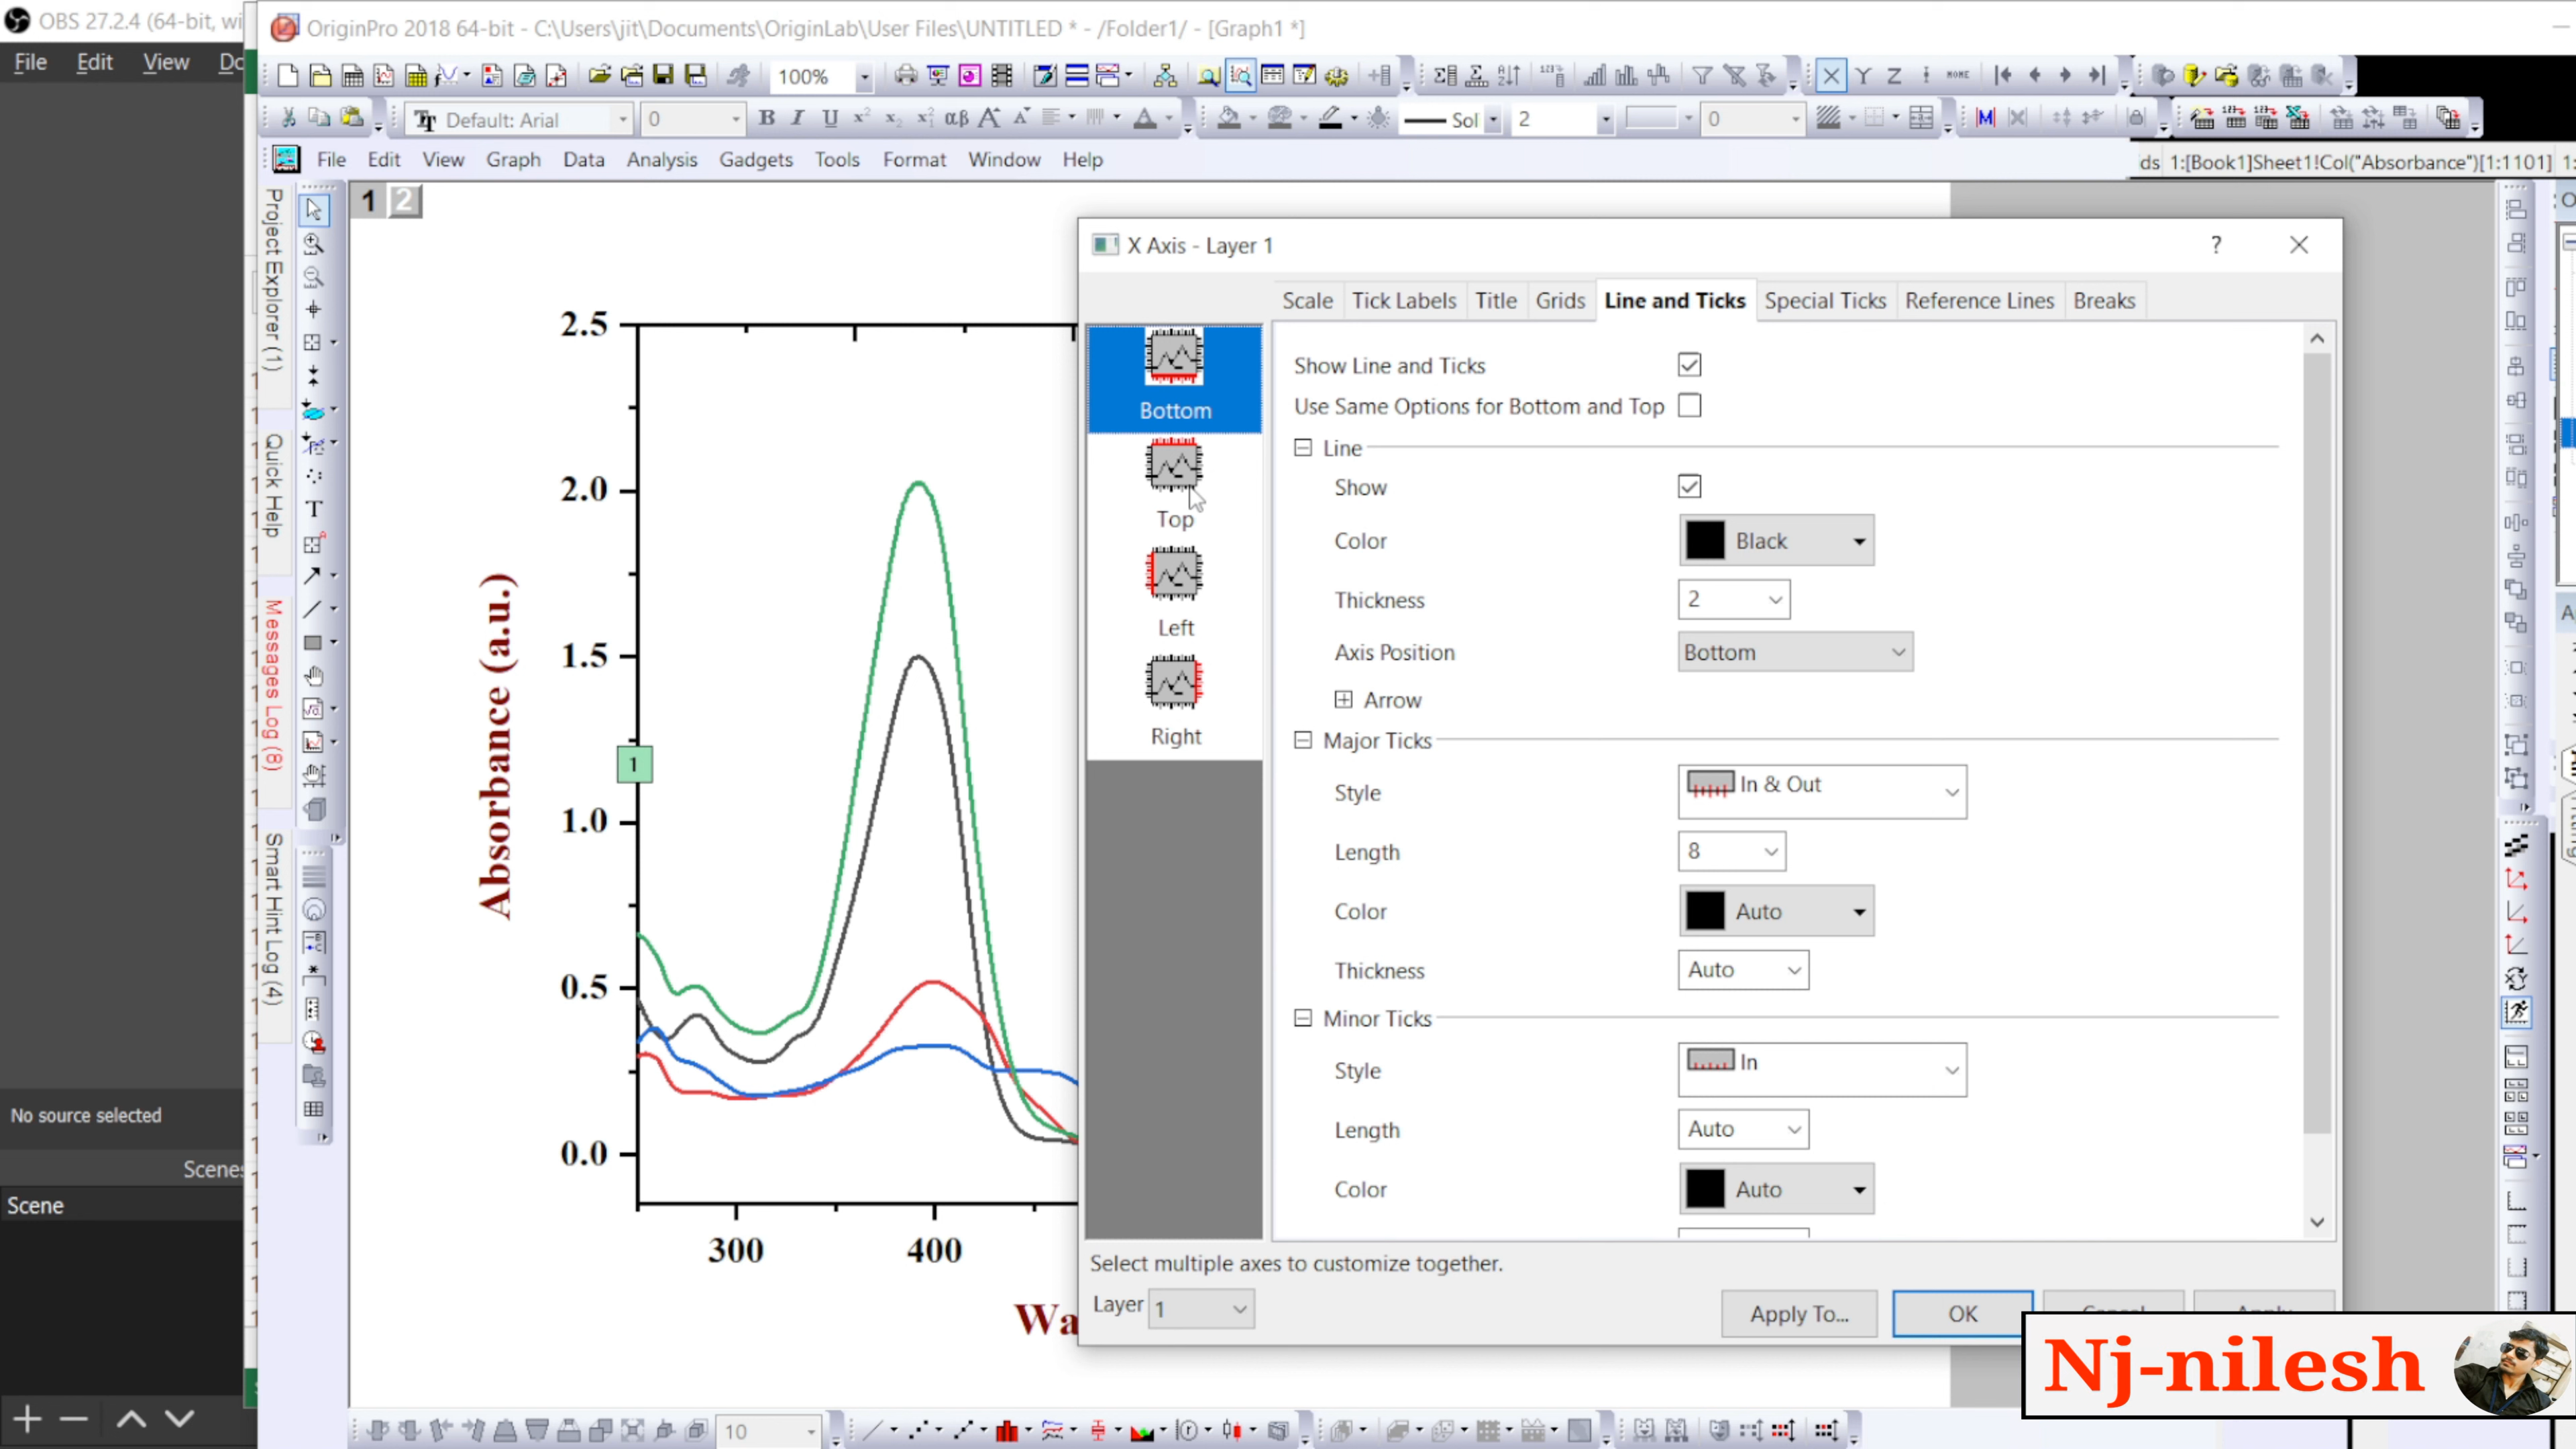 OBS 27.2.4 (64-bit, wi
File Edit View Do
OriginPro 2018 64-bit - C:\Users\jit\Documents\OriginLab\User Files\UNTITLED * - /Folder1/ - [Graph1 *]
100%
X Y Z
Default: Arial 0 B I U αβ Sol 2 0
File Edit View Graph Data Analysis Gadgets Tools Format Window Help
ds 1:[Book1]Sheet1!Col("Absorbance")[1:1101]
1 2
Project Explorer (1)
Quick Help
Messages Log (8)
Smart Hint Log (4)
2.5
2.0
1.5
1.0
0.5
0.0
Absorbance (a.u.)
1
300 400
Wa
X Axis - Layer 1
Scale Tick Labels Title Grids Line and Ticks Special Ticks Reference Lines Breaks
Bottom
Top
Left
Right
Show Line and Ticks
Use Same Options for Bottom and Top
Line
Show
Color Black
Thickness 2
Axis Position Bottom
Arrow
Major Ticks
Style In & Out
Length 8
Color Auto
Thickness Auto
Minor Ticks
Style In
Length Auto
Color Auto
Select multiple axes to customize together.
Layer 1
Apply To... OK Cancel Apply
No source selected
Scenes
Scene
10
Nj-nilesh